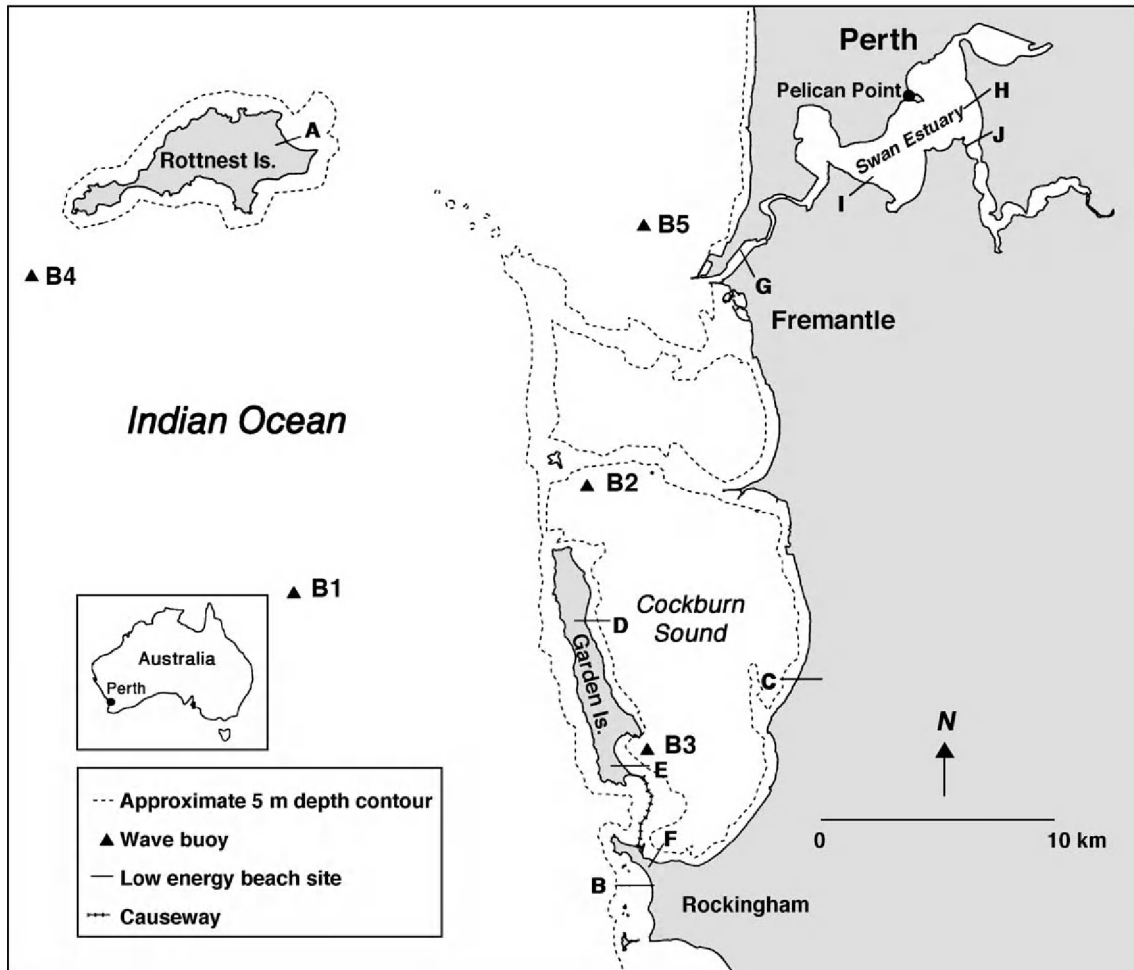 Perth
Pelican Point
H
Swan Estuary
J
A
Rottnest Is.
I
B5
B4
G
Fremantle
Indian Ocean
B2
B1
Cockburn
Sound
D
Garden Is.
Australia
Perth
C
N
B3
E
Approximate 5 m depth contour
Wave buoy
0
10 km
F
Low energy beach site
B
Rockingham
Causeway